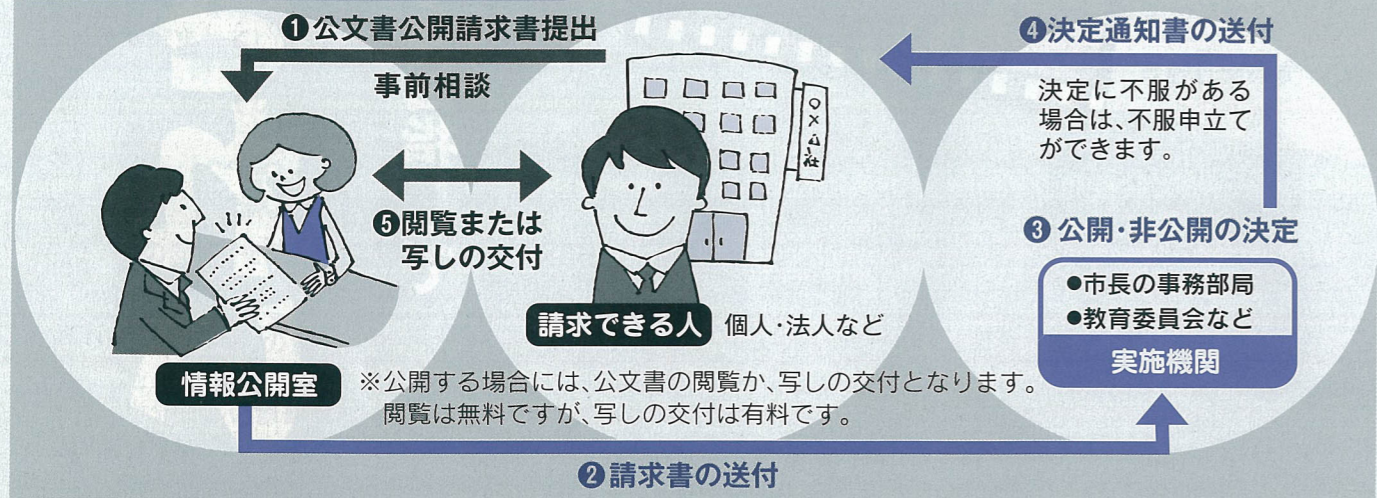 ❶公文書公開請求書提出
事前相談
❺閲覧または
写しの交付
情報公開室
請求できる人 個人・法人など
❹決定通知書の送付
決定に不服がある
場合は、不服申立て
ができます。
❸公開・非公開の決定
●市長の事務部局
●教育委員会など
実施機関
※公開する場合には、公文書の閲覧か、写しの交付となります。
閲覧は無料ですが、写しの交付は有料です。
❷請求書の送付